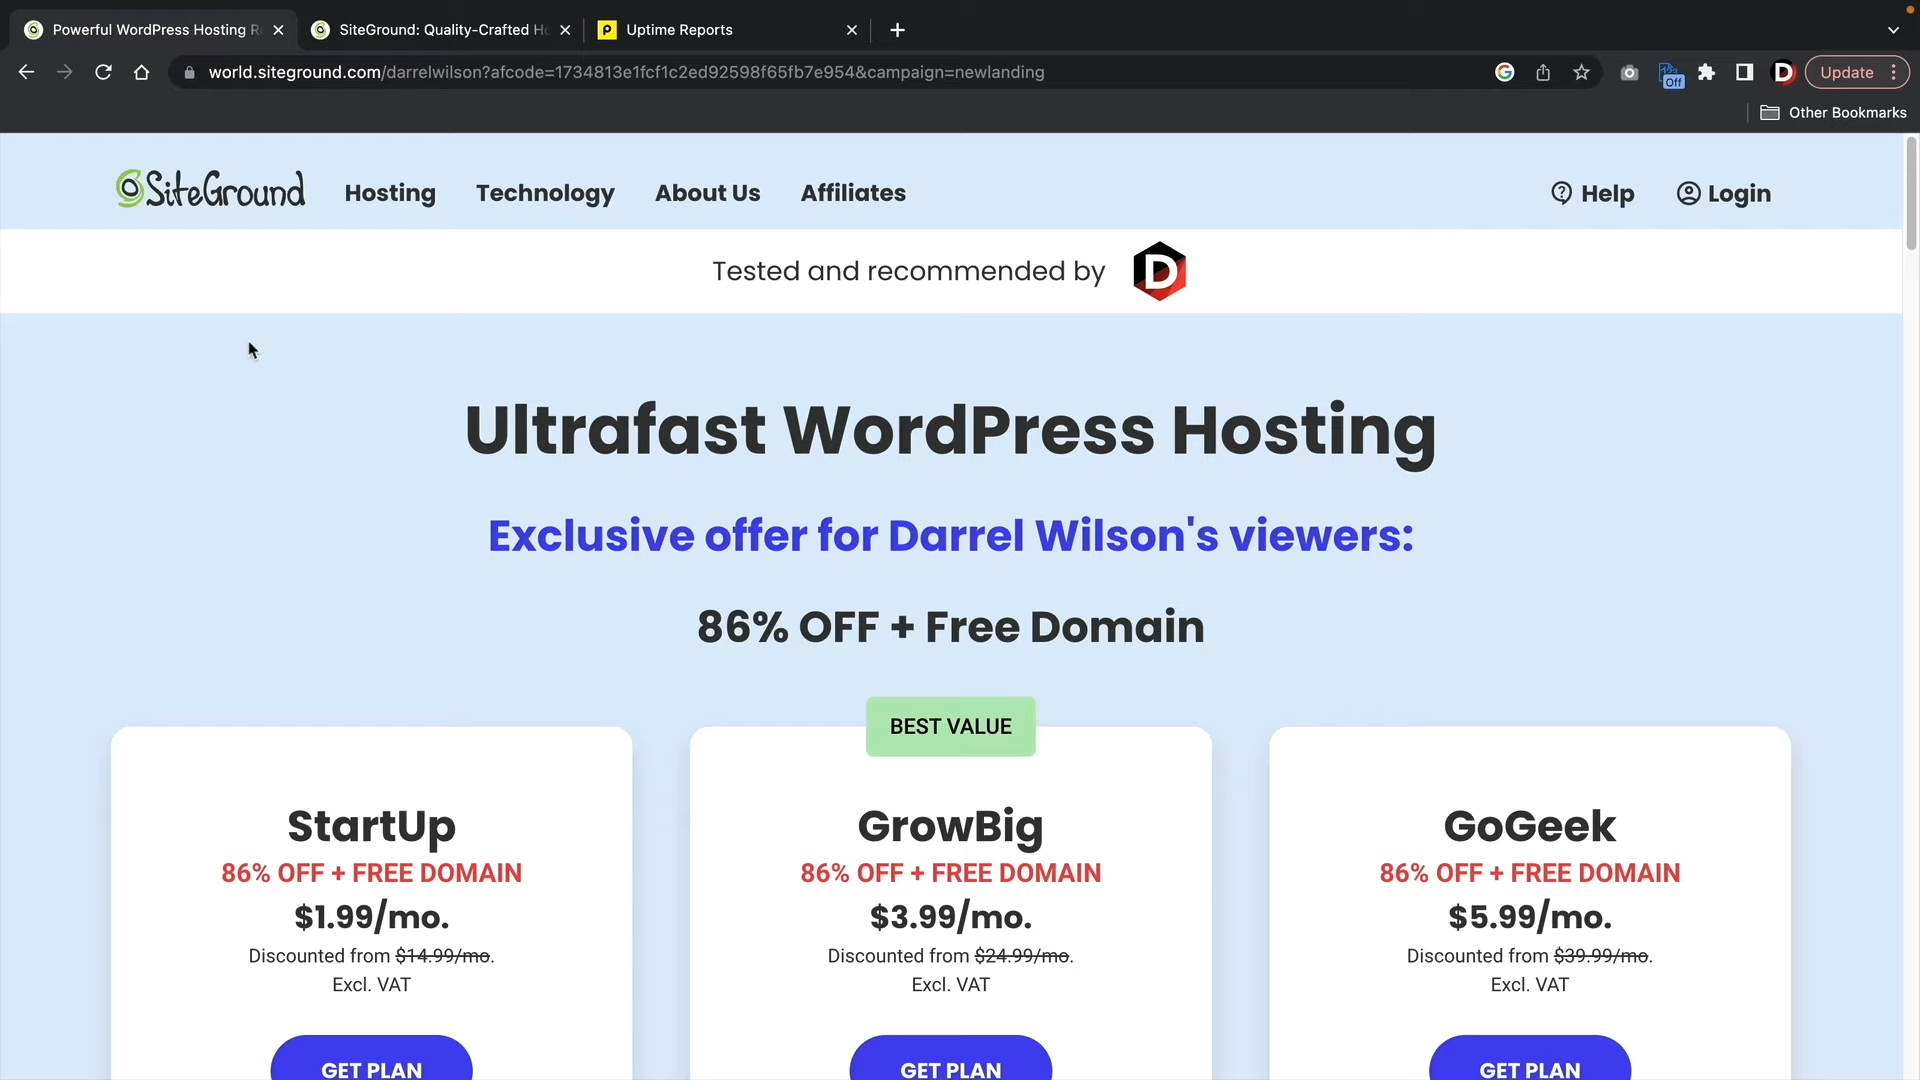 Powerful WordPress Hosting R
SiteGround: Quality-Crafted Ho
Uptime Reports
world.siteground.com/darrelwilson?afcode=1734813e1fcf1c2ed92598f65fb7e954&campaign=newlanding
Off
D
Update
Other Bookmarks
SiteGround
Hosting
Technology
About Us
Affiliates
Help
Login
Tested and recommended by D
Ultrafast WordPress Hosting
Exclusive offer for Darrel Wilson's viewers:
86% OFF + Free Domain
BEST VALUE
StartUp
86% OFF + FREE DOMAIN
$1.99/mo.
Discounted from $14.99/mo.
Excl. VAT
GET PLAN
GrowBig
86% OFF + FREE DOMAIN
$3.99/mo.
Discounted from $24.99/mo.
Excl. VAT
GET PLAN
GoGeek
86% OFF + FREE DOMAIN
$5.99/mo.
Discounted from $39.99/mo.
Excl. VAT
GET PLAN